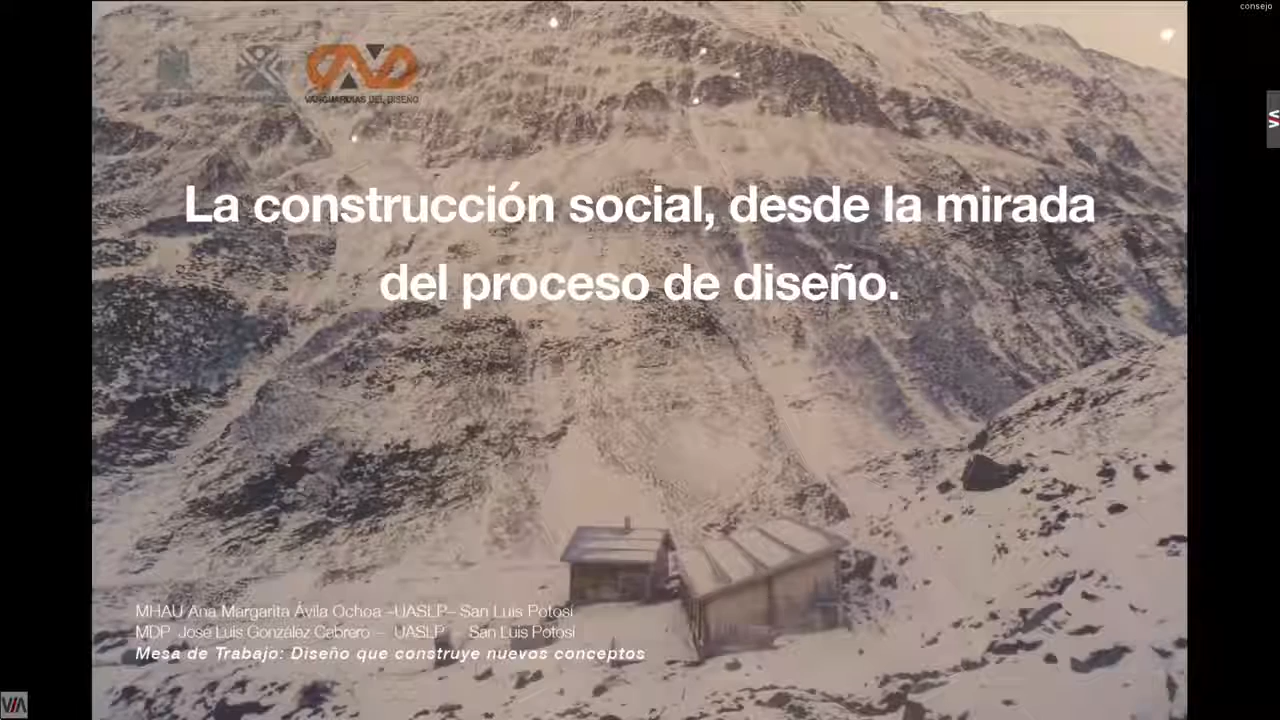 consejo
VANGUARDIAS DEL DISEÑO
La construcción social, desde la mirada
del proceso de diseño.
MHAU Ana Margarita Ávila Ochoa –UASLP– San Luis Potosí
MDP José Luis González Cabrero – UASLP San Luis Potosí
Mesa de Trabajo: Diseño que construye nuevos conceptos
VIA